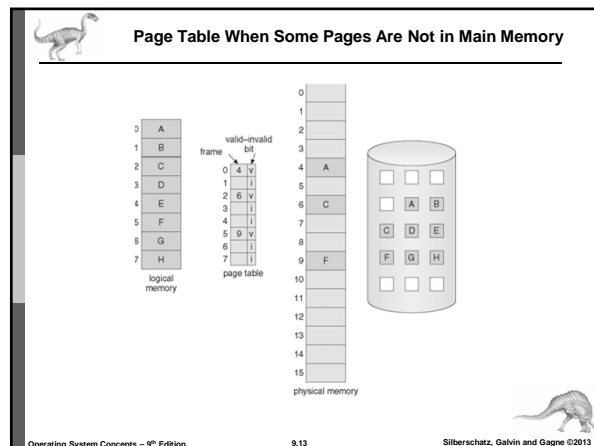 Page Table When Some Pages Are Not in Main Memory
0 A
1 B
2 C
3 D
4 E
5 F
6 G
7 H
logical
memory
valid–invalid
bit
frame
0 4 v
1 i
2 6 v
3 i
4 i
5 9 v
6 i
7 i
page table
0
1
2
3
4 A
5
6 C
7
8
9 F
10
11
12
13
14
15
physical memory
A B
C D E
F G H
Operating System Concepts – 9th Edition
9.13
Silberschatz, Galvin and Gagne ©2013